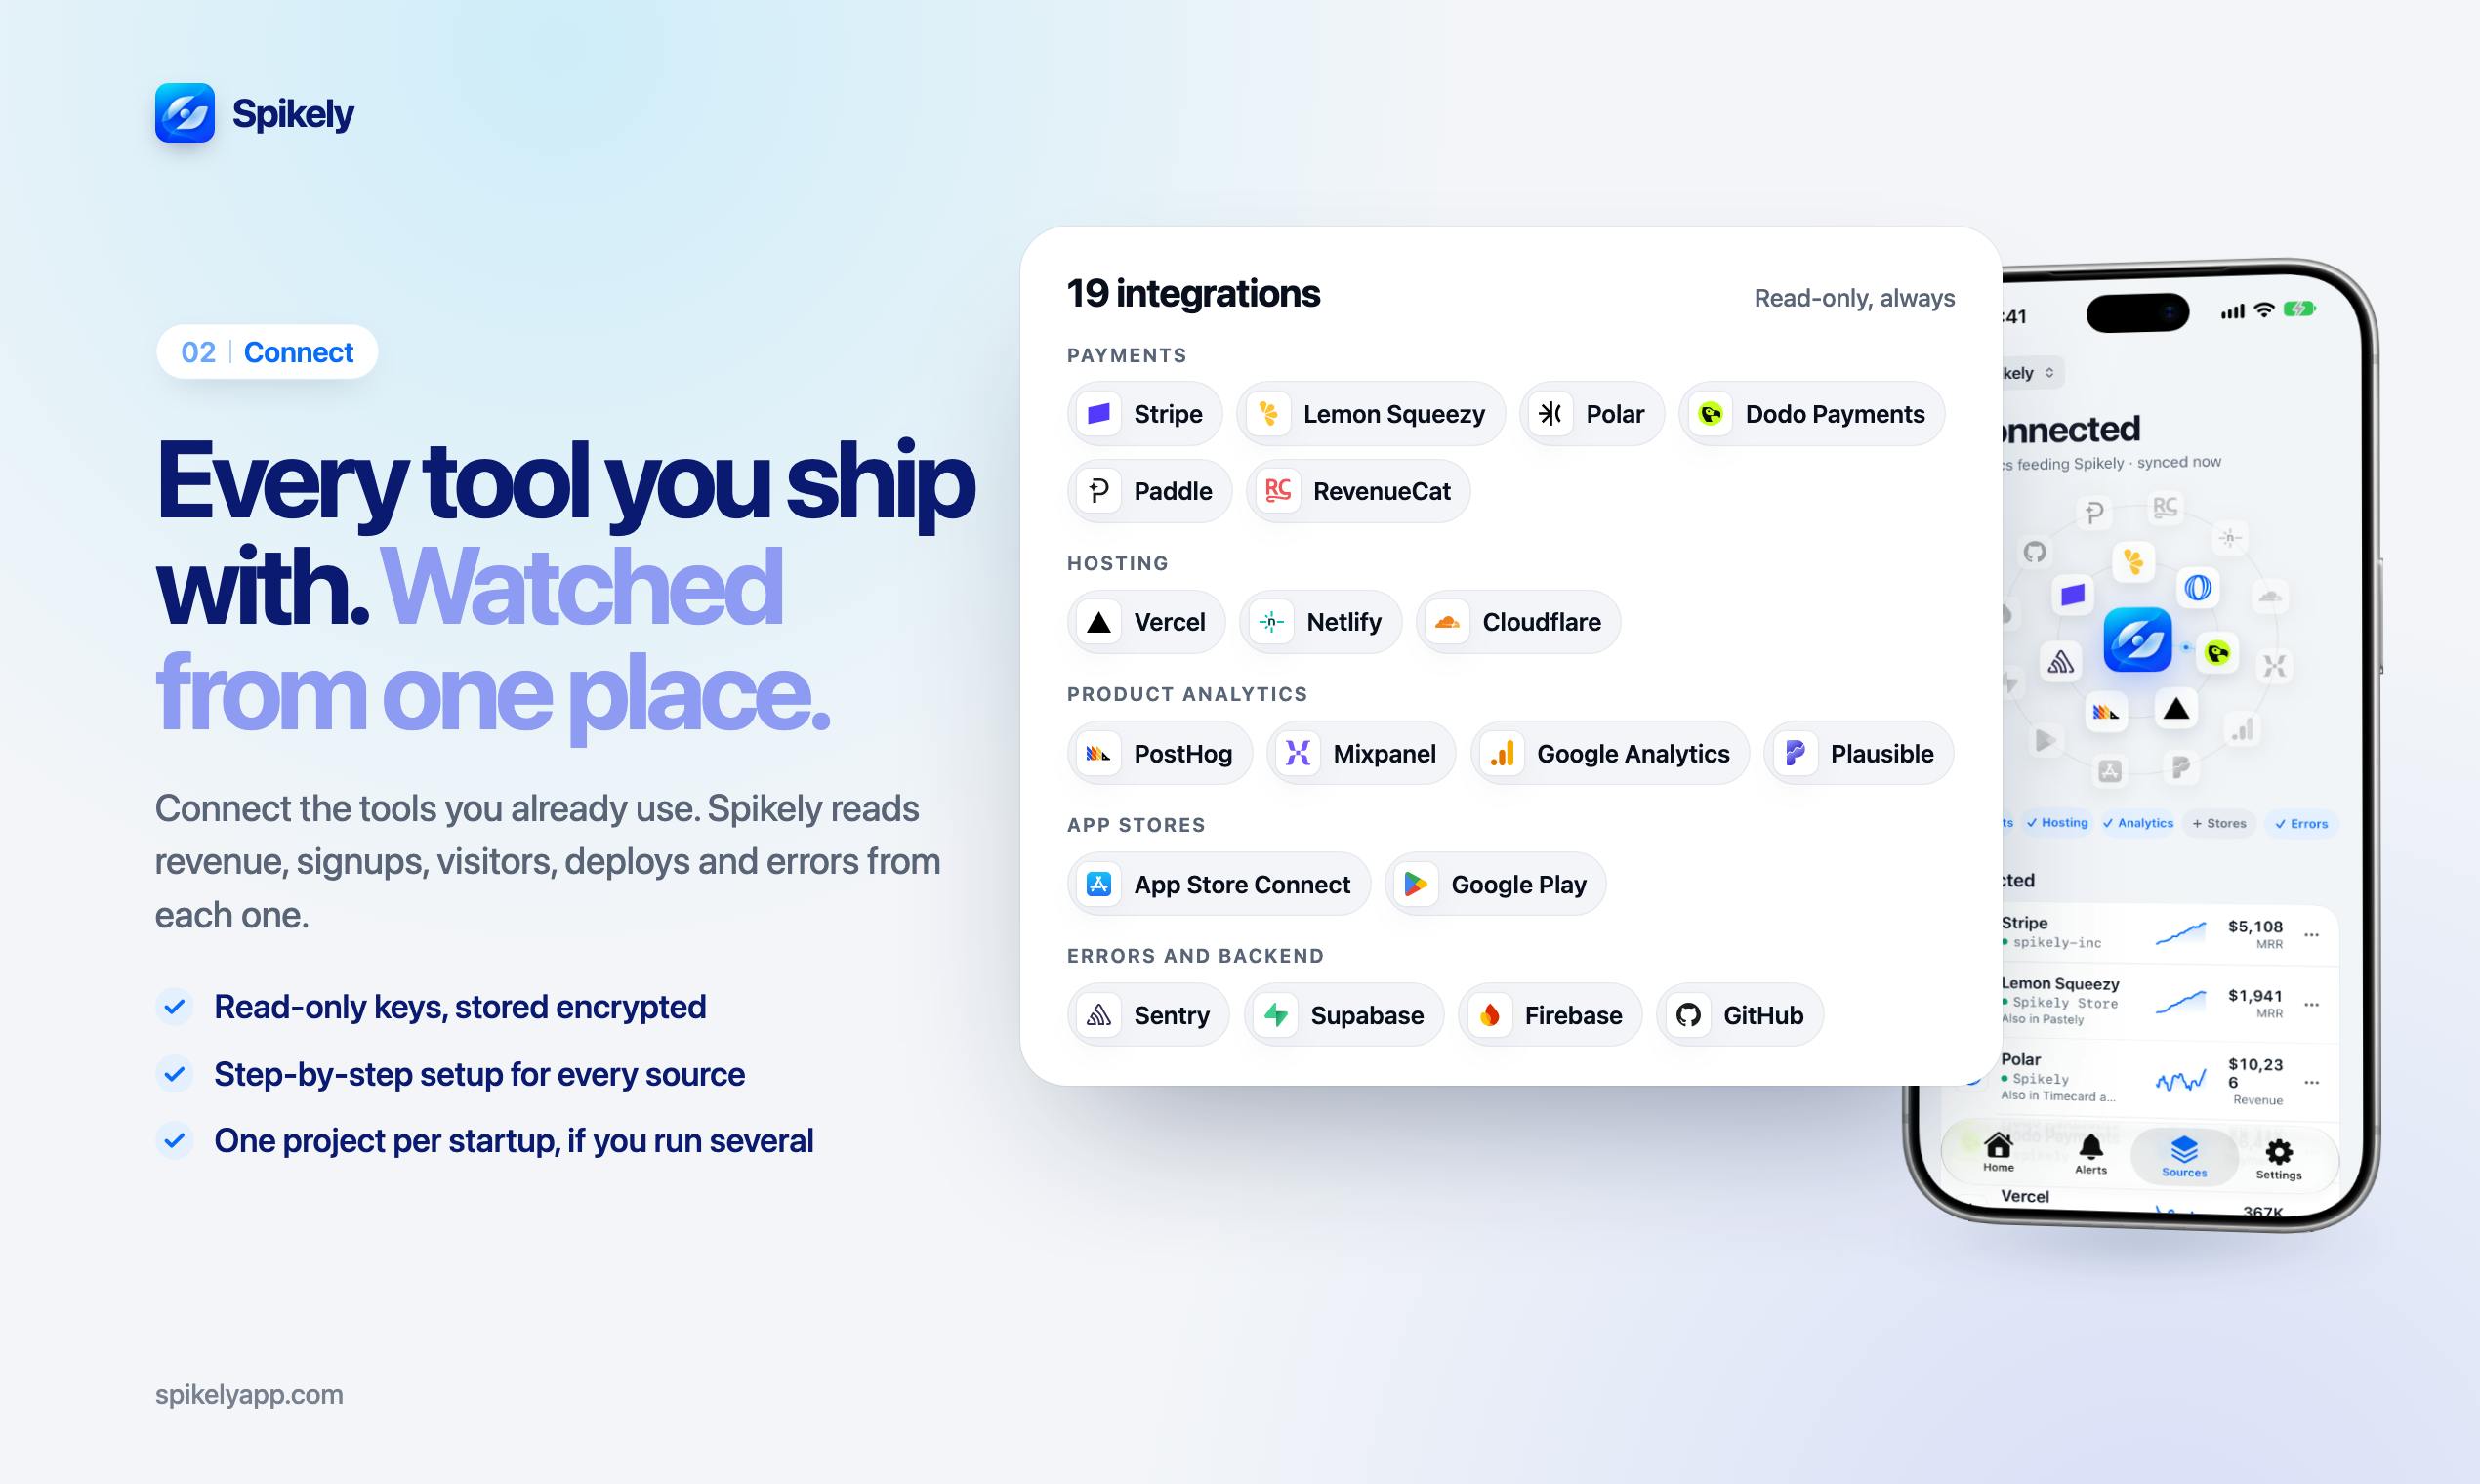 Spikely
02 | Connect
Every tool you ship
with. Watched
from one place.
Connect the tools you already use. Spikely reads
revenue, signups, visitors, deploys and errors from
each one.
Read-only keys, stored encrypted
Step-by-step setup for every source
One project per startup, if you run several
spikelyapp.com
19 integrations
Read-only, always
PAYMENTS
Stripe Lemon Squeezy Polar Dodo Payments
Paddle RevenueCat
HOSTING
Vercel Netlify Cloudflare
PRODUCT ANALYTICS
PostHog Mixpanel Google Analytics Plausible
APP STORES
App Store Connect Google Play
ERRORS AND BACKEND
Sentry Supabase Firebase GitHub
:41
kely
onnected
cs feeding Spikely · synced now
RC
n
ts Hosting Analytics + Stores Errors
cted
Stripe
spikely-inc
$5,108
MRR
Lemon Squeezy
Spikely Store
Also in Pastely
$1,941
MRR
Polar
Spikely
Also in Timecard a...
$10,23
6
Revenue
Home Alerts Sources Settings
Vercel
367K